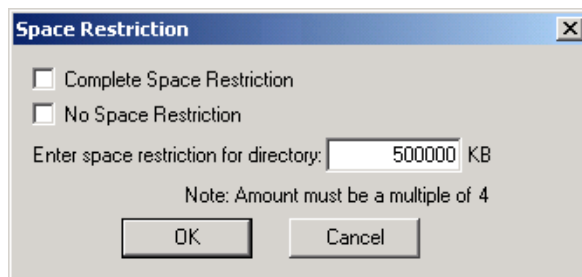 Space Restriction
Complete Space Restriction
No Space Restriction
Enter space restriction for directory: 500000 KB
Note: Amount must be a multiple of 4
OK Cancel